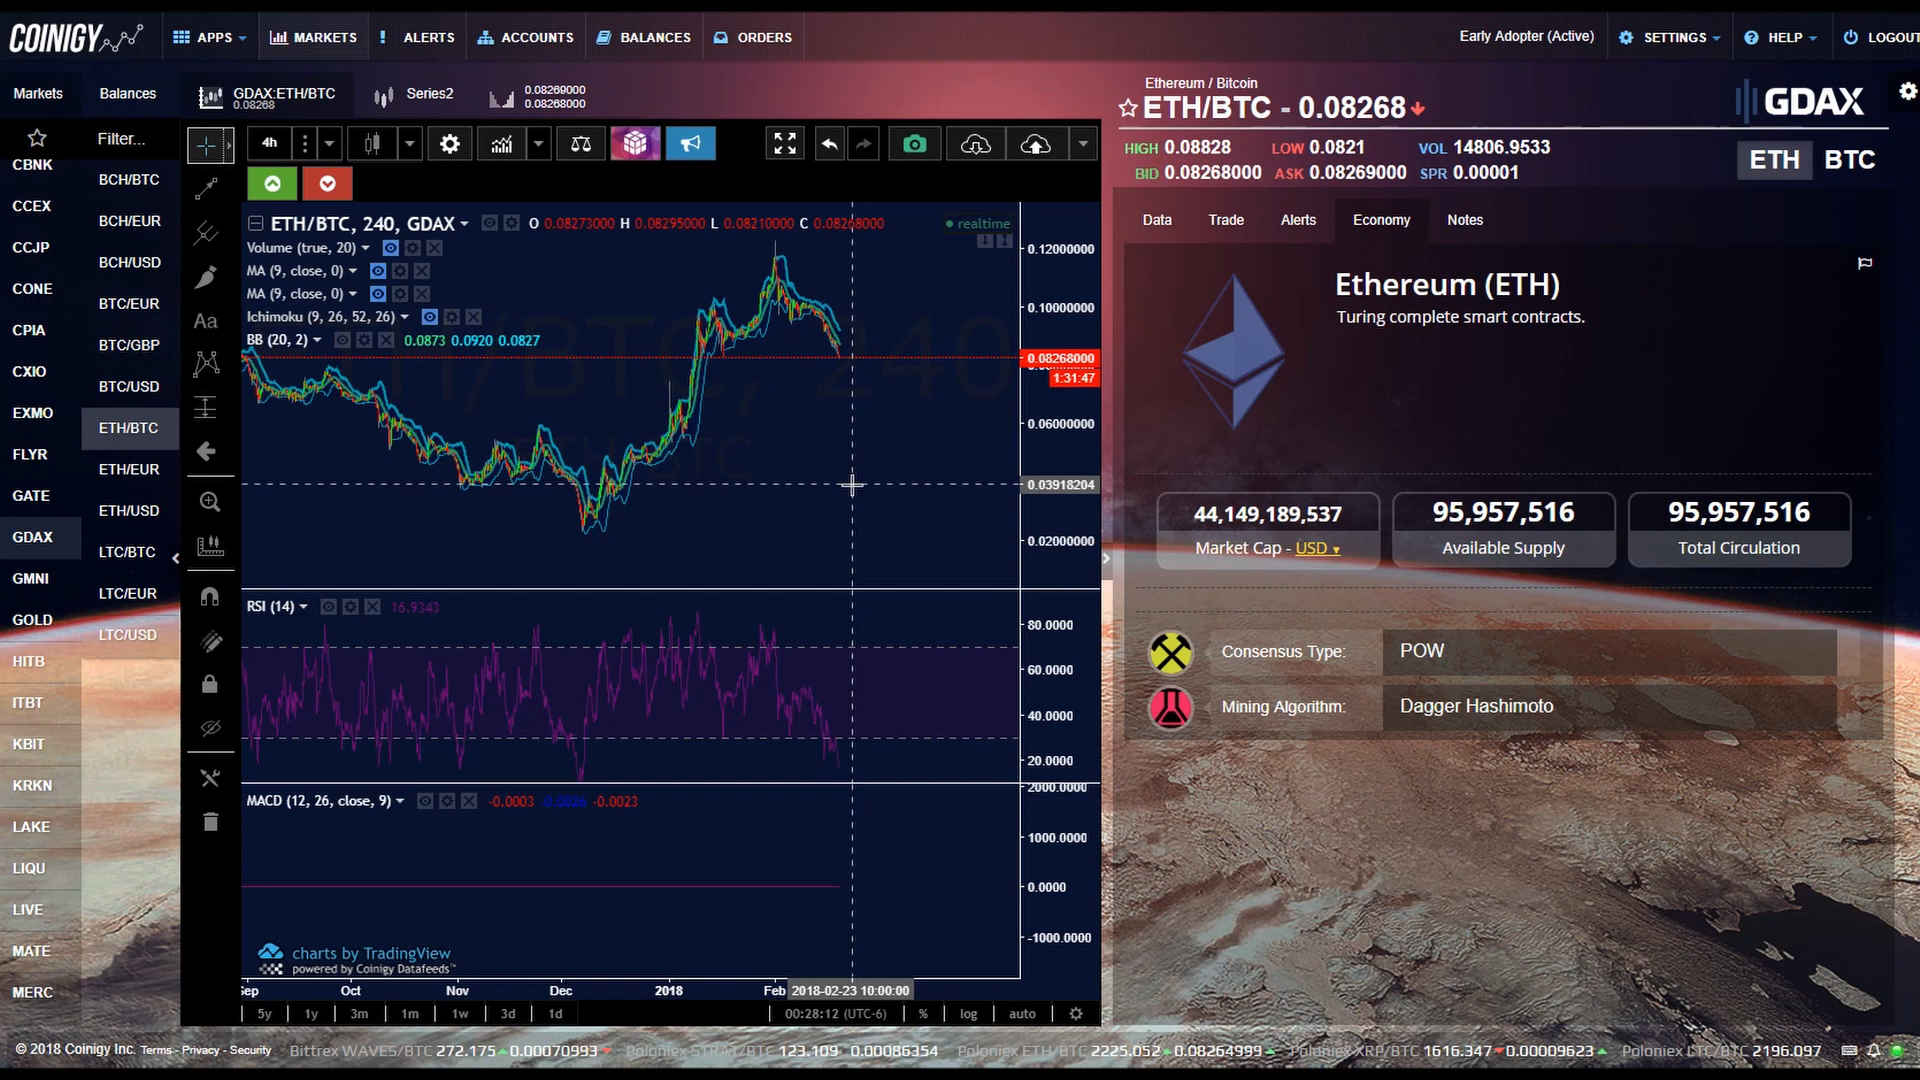 COINIGY
APPS
MARKETS
ALERTS
ACCOUNTS
BALANCES
ORDERS
Early Adopter (Active)
SETTINGS
HELP
LOGOUT
Markets
Balances
GDAX:ETH/BTC
0.08268
Series2
0.08269000
0.08268000
Filter...
CBNK
CCEX
CCJP
CONE
CPIA
CXIO
EXMO
FLYR
GATE
GDAX
GMNI
GOLD
HITB
ITBT
KBIT
KRKN
LAKE
LIQU
LIVE
MATE
MERC
BCH/BTC
BCH/EUR
BCH/USD
BTC/EUR
BTC/GBP
BTC/USD
ETH/BTC
ETH/EUR
ETH/USD
LTC/BTC
LTC/EUR
LTC/USD
Aa
4h
ETH/BTC, 240, GDAX
O 0.08273000 H 0.08295000 L 0.08210000 C 0.08268000
realtime
Volume (true, 20)
MA (9, close, 0)
MA (9, close, 0)
Ichimoku (9, 26, 52, 26)
BB (20, 2) 0.0873 0.0920 0.0827
0.12000000
0.10000000
0.08268000
1:31:47
0.06000000
0.03918204
0.02000000
RSI (14) 16.9343
80.0000
60.0000
40.0000
20.0000
MACD (12, 26, close, 9) -0.0003 -0.0026 -0.0023
2000.0000
1000.0000
0.0000
-1000.0000
charts by TradingView
powered by Coinigy Datafeeds™
Sep Oct Nov Dec 2018 Feb 2018-02-23 10:00:00
5y 1y 3m 1m 1w 3d 1d 00:28:12 (UTC-6) % log auto
Ethereum / Bitcoin
ETH/BTC - 0.08268
GDAX
HIGH 0.08828 LOW 0.0821 VOL 14806.9533
BID 0.08268000 ASK 0.08269000 SPR 0.00001
ETH BTC
Data Trade Alerts Economy Notes
Ethereum (ETH)
Turing complete smart contracts.
44,149,189,537
Market Cap - USD
95,957,516
Available Supply
95,957,516
Total Circulation
Consensus Type: POW
Mining Algorithm: Dagger Hashimoto
© 2018 Coinigy Inc. Terms - Privacy - Security
Bittrex WAVES/BTC 272.175 0.00070993 Poloniex STRAT/BTC 123.109 0.00086354 Poloniex ETH/BTC 2225.052 0.08264999 Poloniex XRP/BTC 1616.347 0.00009623 Poloniex LTC/BTC 2196.097